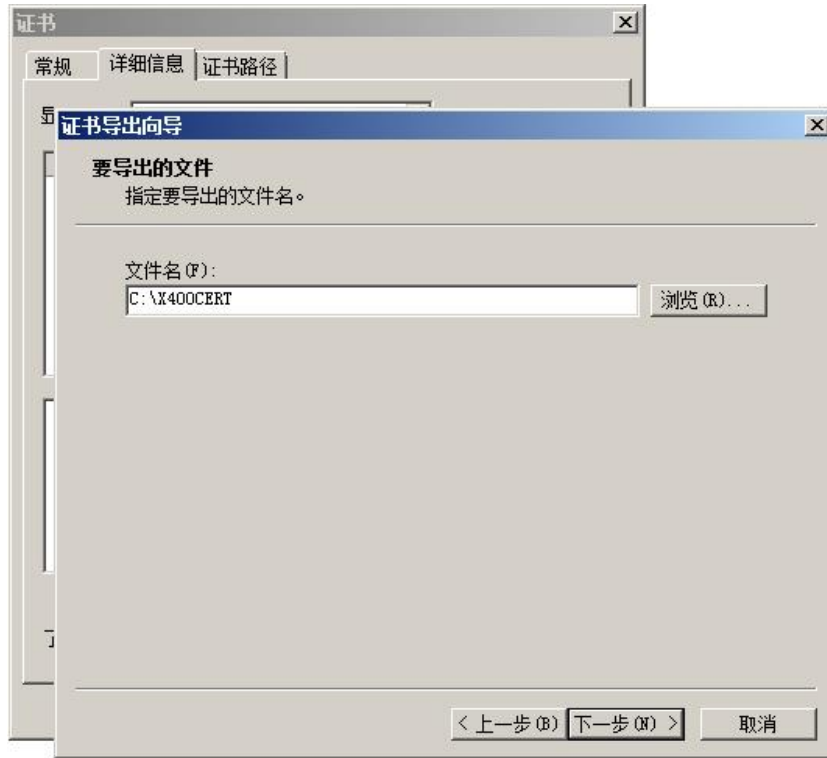 证书
常规 详细信息 证书路径
证书导出向导
要导出的文件
指定要导出的文件名。
文件名(F):
C:\X400CERT
浏览(R)...
< 上一步(B) 下一步(N) > 取消